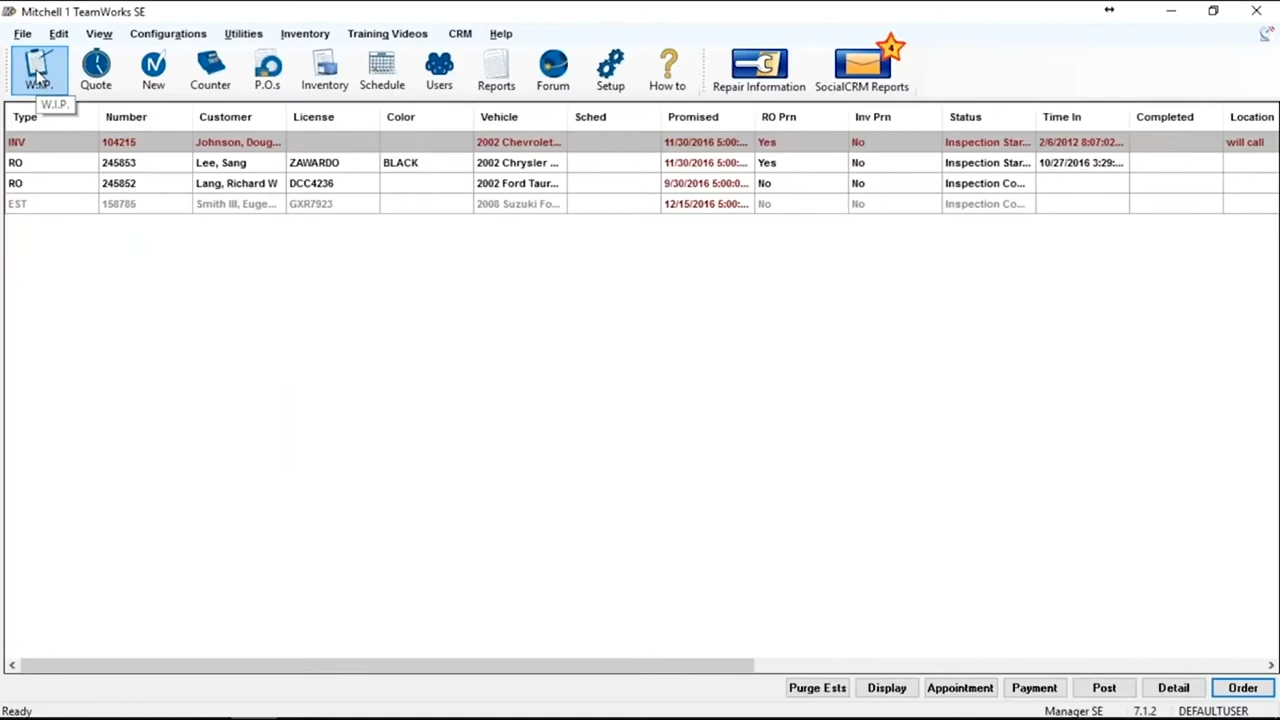 Mitchell 1 TeamWorks SE
File Edit View Configurations Utilities Inventory Training Videos CRM Help
4
W.I.P. Quote New Counter P.O.s Inventory Schedule Users Reports Forum Setup How to Repair Information SocialCRM Reports
W.I.P.
Type Number Customer License Color Vehicle Sched Promised RO Prn Inv Prn Status Time In Completed Location
INV 104215 Johnson, Doug... 2002 Chevrolet... 11/30/2016 5:00:... Yes No Inspection Star... 2/6/2012 8:07:02... will call
RO 245853 Lee, Sang ZAWARDO BLACK 2002 Chrysler ... 11/30/2016 5:00:... Yes No Inspection Star... 10/27/2016 3:29:...
RO 245852 Lang, Richard W DCC4236 2002 Ford Taur... 9/30/2016 5:00:0... No No Inspection Co...
EST 158785 Smith III, Euge... GXR7923 2008 Suzuki Fo... 12/15/2016 5:00:... No No Inspection Co...
Purge Ests Display Appointment Payment Post Detail Order
Ready Manager SE 7.1.2 DEFAULTUSER